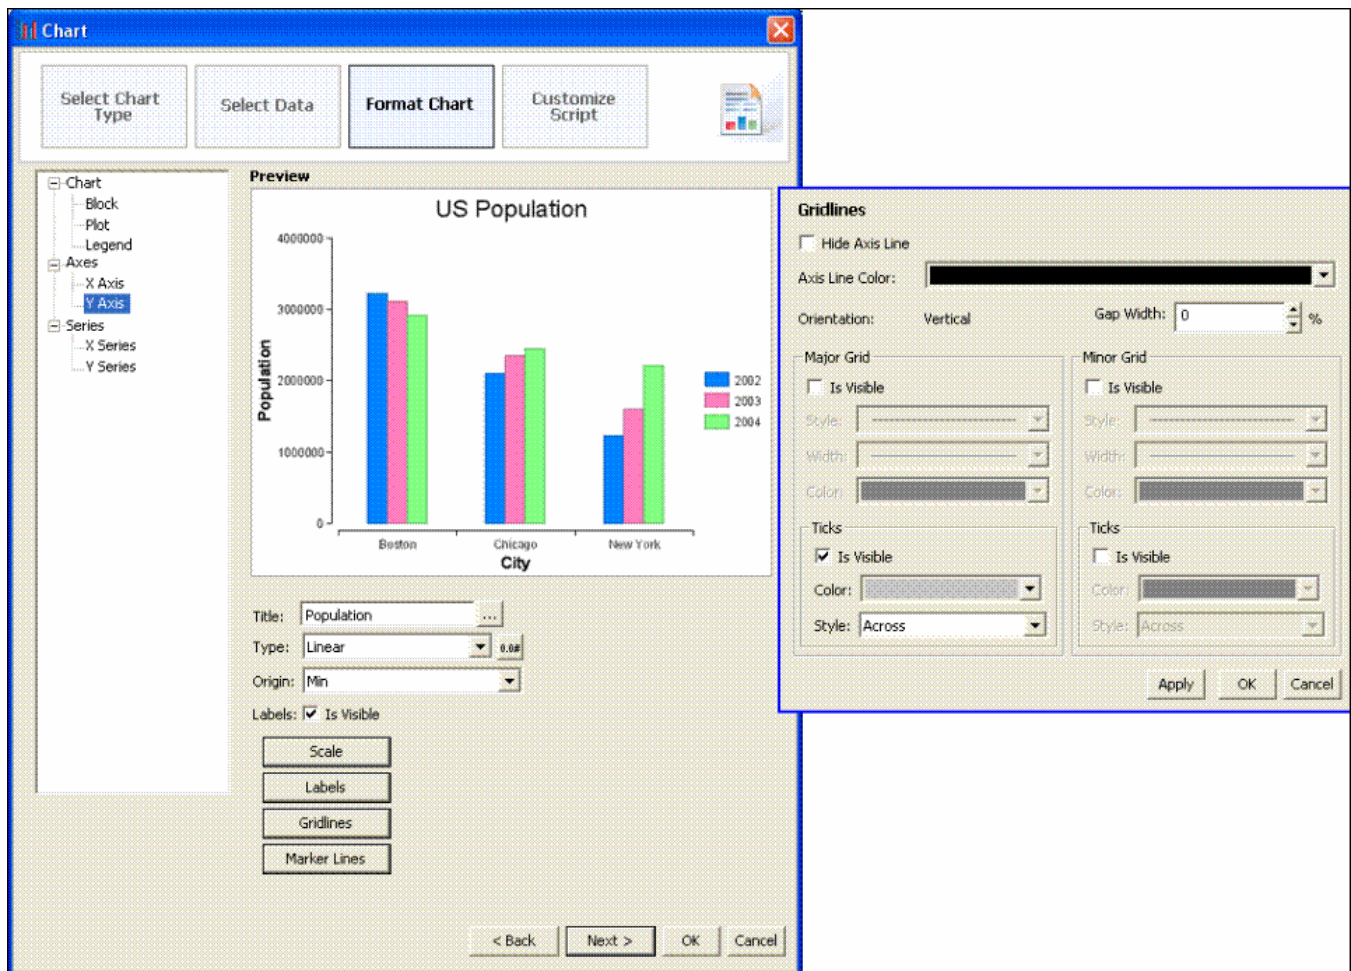 Chart
Select Chart
Type
Select Data
Format Chart
Customize
Script
Chart
Block
Plot
Legend
Axes
X Axis
Y Axis
Series
X Series
Y Series
Preview
US Population
4000000
3000000
2000000
1000000
0
Population
Boston
Chicago
New York
City
2002
2003
2004
Title: Population ...
Type: Linear 0.0#
Origin: Min
Labels: Is Visible
Scale
Labels
Gridlines
Marker Lines
< Back Next > OK Cancel
Gridlines
Hide Axis Line
Axis Line Color:
Orientation: Vertical Gap Width: 0 %
Major Grid
Is Visible
Style:
Width:
Color:
Ticks
Is Visible
Color:
Style: Across
Minor Grid
Is Visible
Style:
Width:
Color:
Ticks
Is Visible
Color:
Style: Across
Apply OK Cancel